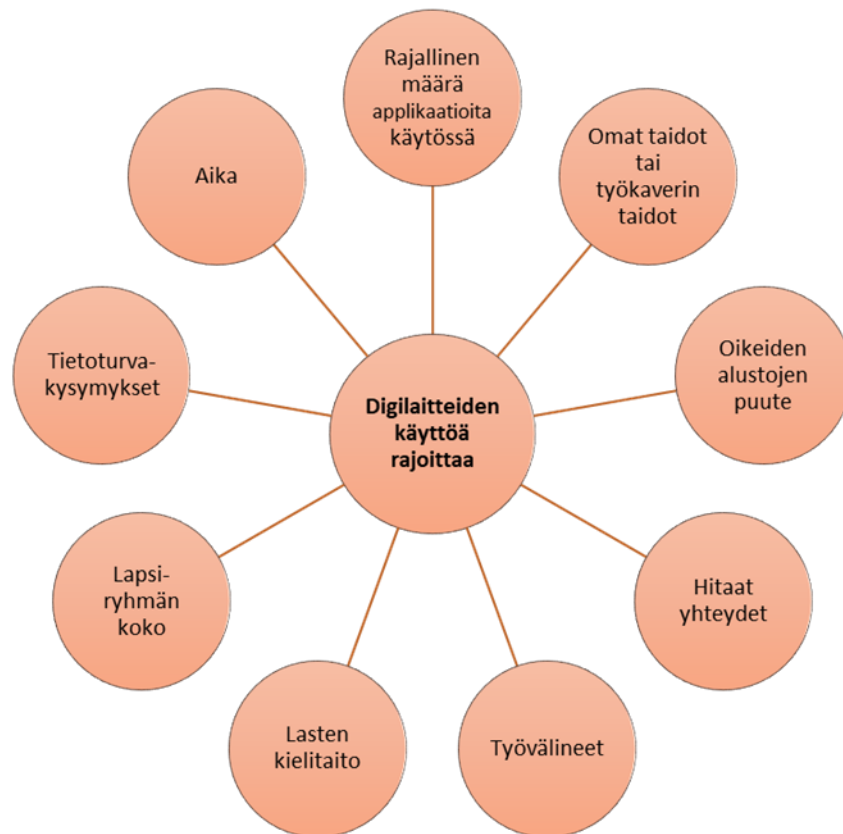 Rajallinen
määrä
applikaatioita
käytössä
Omat taidot
tai
työkaverin
taidot
Oikeiden
alustojen
puute
Hitaat
yhteydet
Työvälineet
Lasten
kielitaito
Lapsi-
ryhmän
koko
Tietoturva-
kysymykset
Aika
Digilaitteiden
käyttöä
rajoittaa